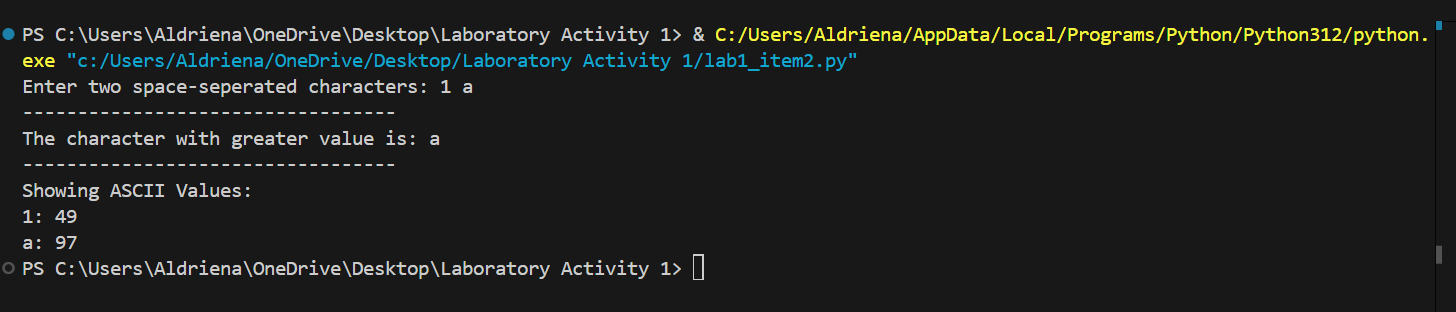 PS C:\Users\Aldriena\OneDrive\Desktop\Laboratory Activity 1> & C:/Users/Aldriena/AppData/Local/Programs/Python/Python312/python.
exe "c:/Users/Aldriena/OneDrive/Desktop/Laboratory Activity 1/lab1_item2.py"
Enter two space-seperated characters: 1 a
----------------------------------
The character with greater value is: a
----------------------------------
Showing ASCII Values:
1: 49
a: 97
PS C:\Users\Aldriena\OneDrive\Desktop\Laboratory Activity 1>